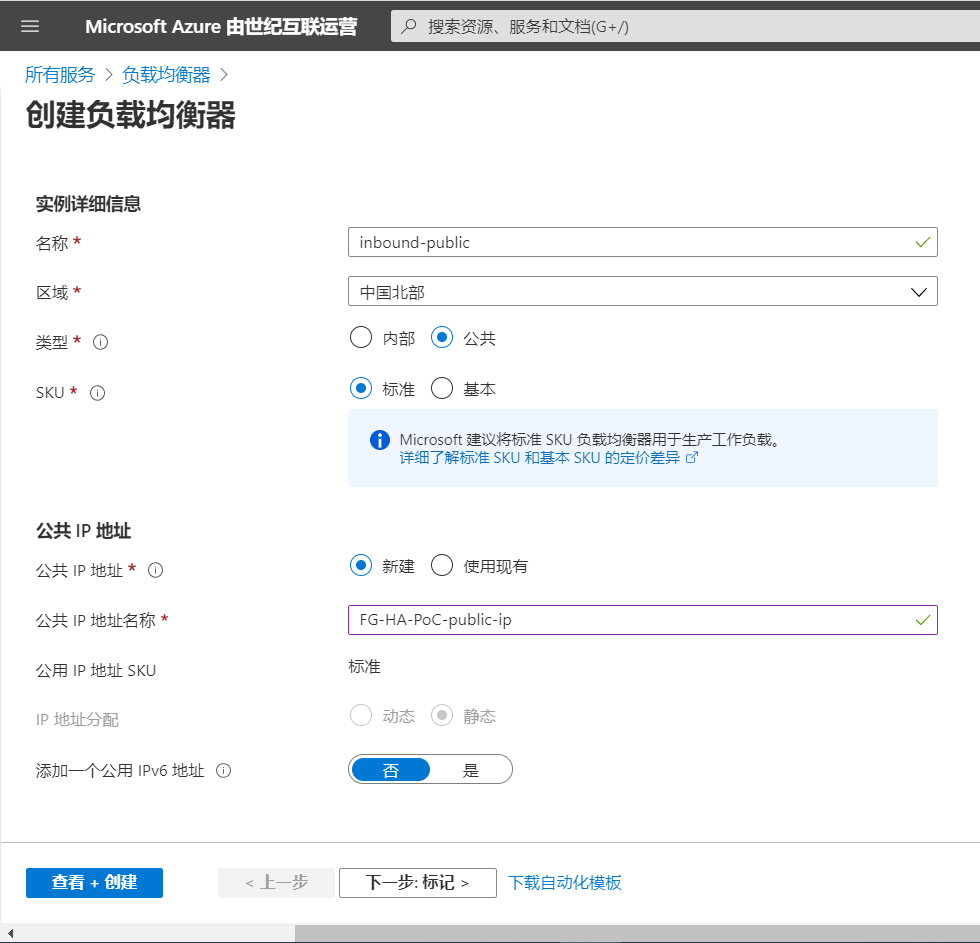 Microsoft Azure 由世纪互联运营
搜索资源、服务和文档(G+/)
所有服务 > 负载均衡器 >
创建负载均衡器
实例详细信息
名称 *
inbound-public
区域 *
中国北部
类型 *
内部 公共
SKU *
标准 基本
Microsoft 建议将标准 SKU 负载均衡器用于生产工作负载。
详细了解标准 SKU 和基本 SKU 的定价差异
公共 IP 地址
公共 IP 地址 *
新建 使用现有
公共 IP 地址名称 *
FG-HA-PoC-public-ip
公用 IP 地址 SKU
标准
IP 地址分配
动态 静态
添加一个公用 IPv6 地址
否 是
查看 + 创建
< 上一步
下一步: 标记 >
下载自动化模板